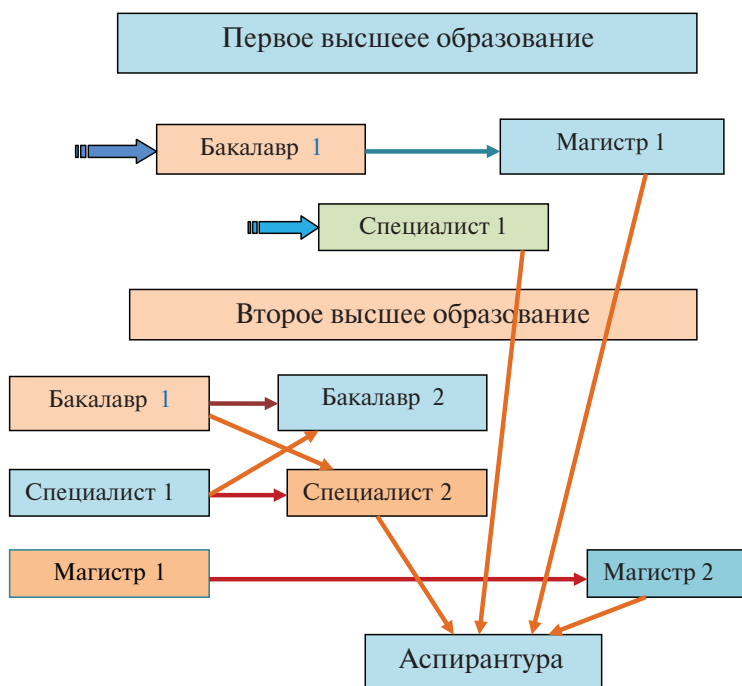 Первое высшеее образование
Бакалавр 1
Магистр 1
Специалист 1
Второе высшее образование
Бакалавр 1
Бакалавр 2
Специалист 1
Специалист 2
Магистр 1
Магистр 2
Аспирантура